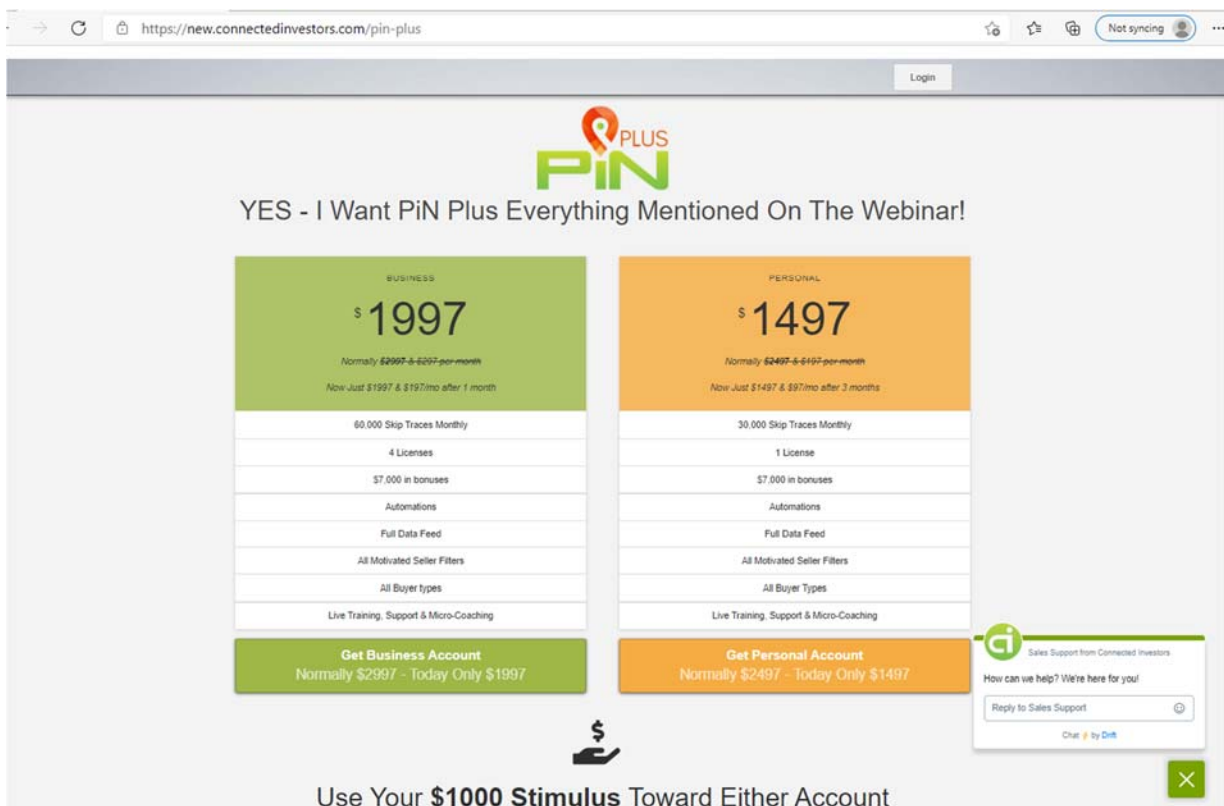 https://new.connectedinvestors.com/pin-plus
Not syncing
Login
PLUS
PiN
YES - I Want PiN Plus Everything Mentioned On The Webinar!
BUSINESS
$ 1997
Normally $2997 & $297 per month
Now Just $1997 & $197/mo after 1 month
60,000 Skip Traces Monthly
4 Licenses
$7,000 in bonuses
Automations
Full Data Feed
All Motivated Seller Filters
All Buyer types
Live Training, Support & Micro-Coaching
Get Business Account
Normally $2997 - Today Only $1997
PERSONAL
$ 1497
Normally $2497 & $197 per month
Now Just $1497 & $97/mo after 3 months
30,000 Skip Traces Monthly
1 License
$7,000 in bonuses
Automations
Full Data Feed
All Motivated Seller Filters
All Buyer Types
Live Training, Support & Micro-Coaching
Get Personal Account
Normally $2497 - Today Only $1497
ci
Sales Support from Connected Investors
How can we help? We're here for you!
Reply to Sales Support
Chat ⚡ by Drift
$
Use Your $1000 Stimulus Toward Either Account